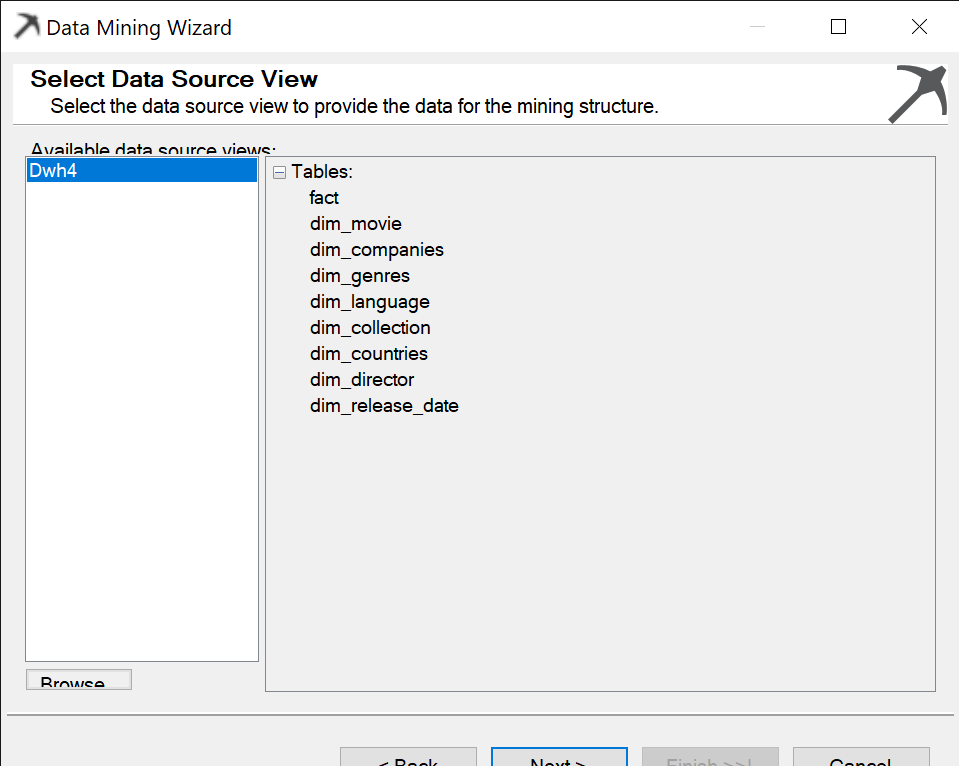 Data Mining Wizard
Select Data Source View
Select the data source view to provide the data for the mining structure.
Available data source views:
Dwh4
Tables:
fact
dim_movie
dim_companies
dim_genres
dim_language
dim_collection
dim_countries
dim_director
dim_release_date
Browse...
< Back
Next >
Finish >>|
Cancel